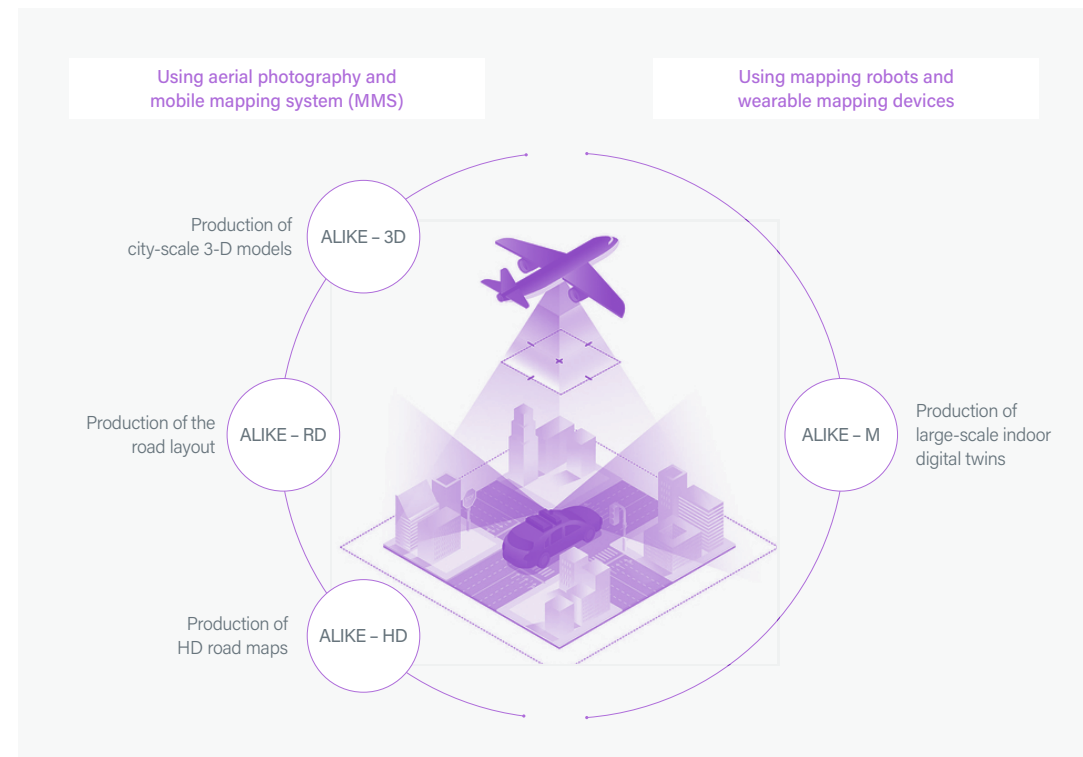 Using aerial photography and
mobile mapping system (MMS)
Using mapping robots and
wearable mapping devices
Production of
city-scale 3-D models
ALIKE – 3D
Production of the
road layout
ALIKE – RD
Production of
HD road maps
ALIKE – HD
ALIKE – M
Production of
large-scale indoor
digital twins